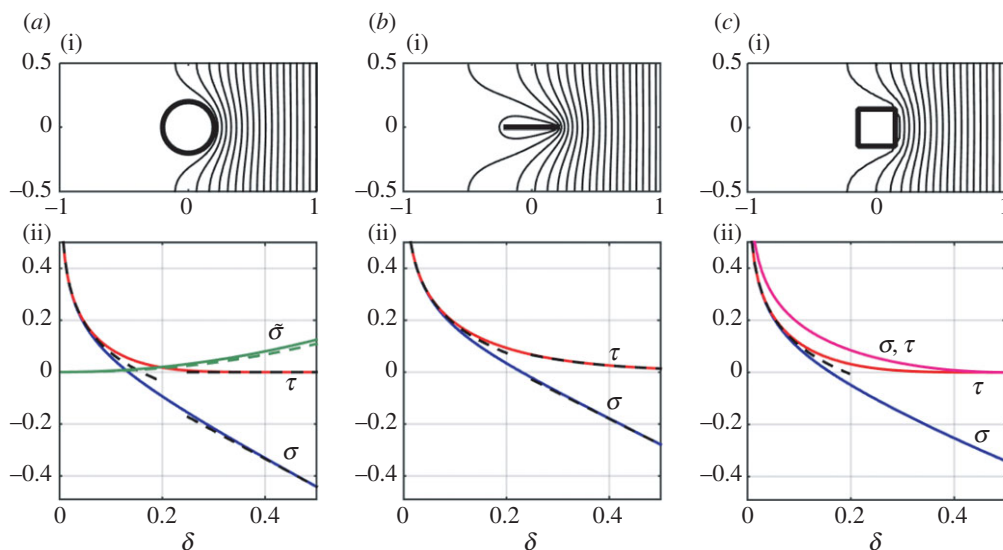 (a) (b) (c)
(i) (i) (i)
0.5 0.5 0.5
0 0 0
−0.5 −0.5 −0.5
−1 0 1 −1 0 1 −1 0 1
(ii) (ii) (ii)
0.4 0.4 0.4
0.2 0.2 0.2
σ̃ τ σ, τ
0 0 0
τ σ τ
−0.2 −0.2 −0.2
σ σ
−0.4 −0.4 −0.4
0 0.2 0.4 0 0.2 0.4 0 0.2 0.4
δ δ δ